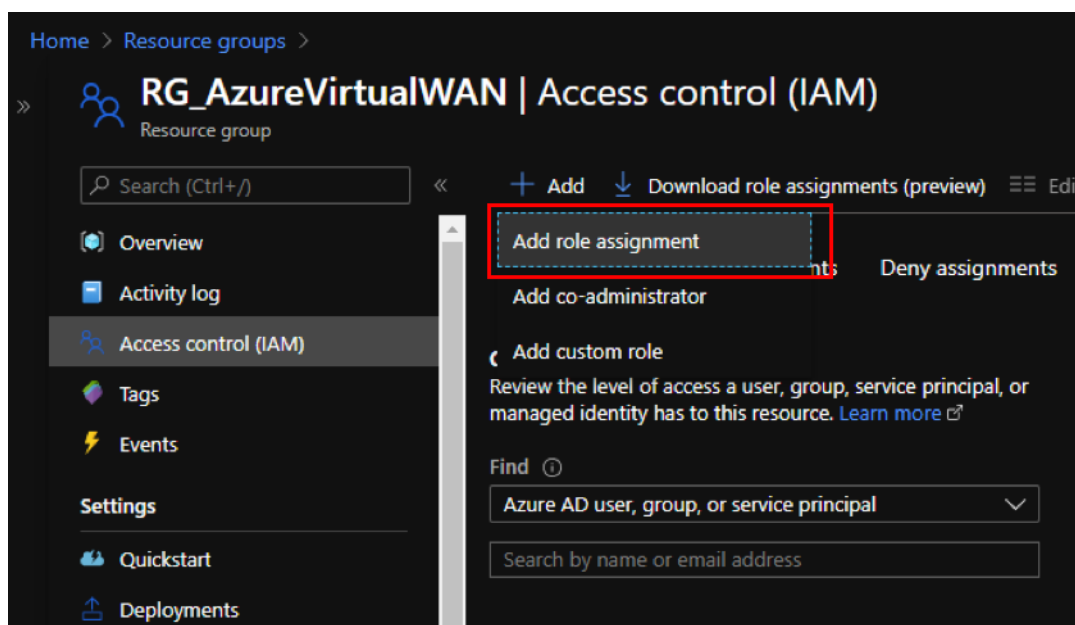 Home > Resource groups >
RG_AzureVirtualWAN | Access control (IAM)
Resource group
Search (Ctrl+/)
Overview
Activity log
Access control (IAM)
Tags
Events
Settings
Quickstart
Deployments
+ Add
Download role assignments (preview)
Edi
Add role assignment
nts
Deny assignments
Add co-administrator
Add custom role
Review the level of access a user, group, service principal, or
managed identity has to this resource. Learn more
Find
Azure AD user, group, or service principal
Search by name or email address